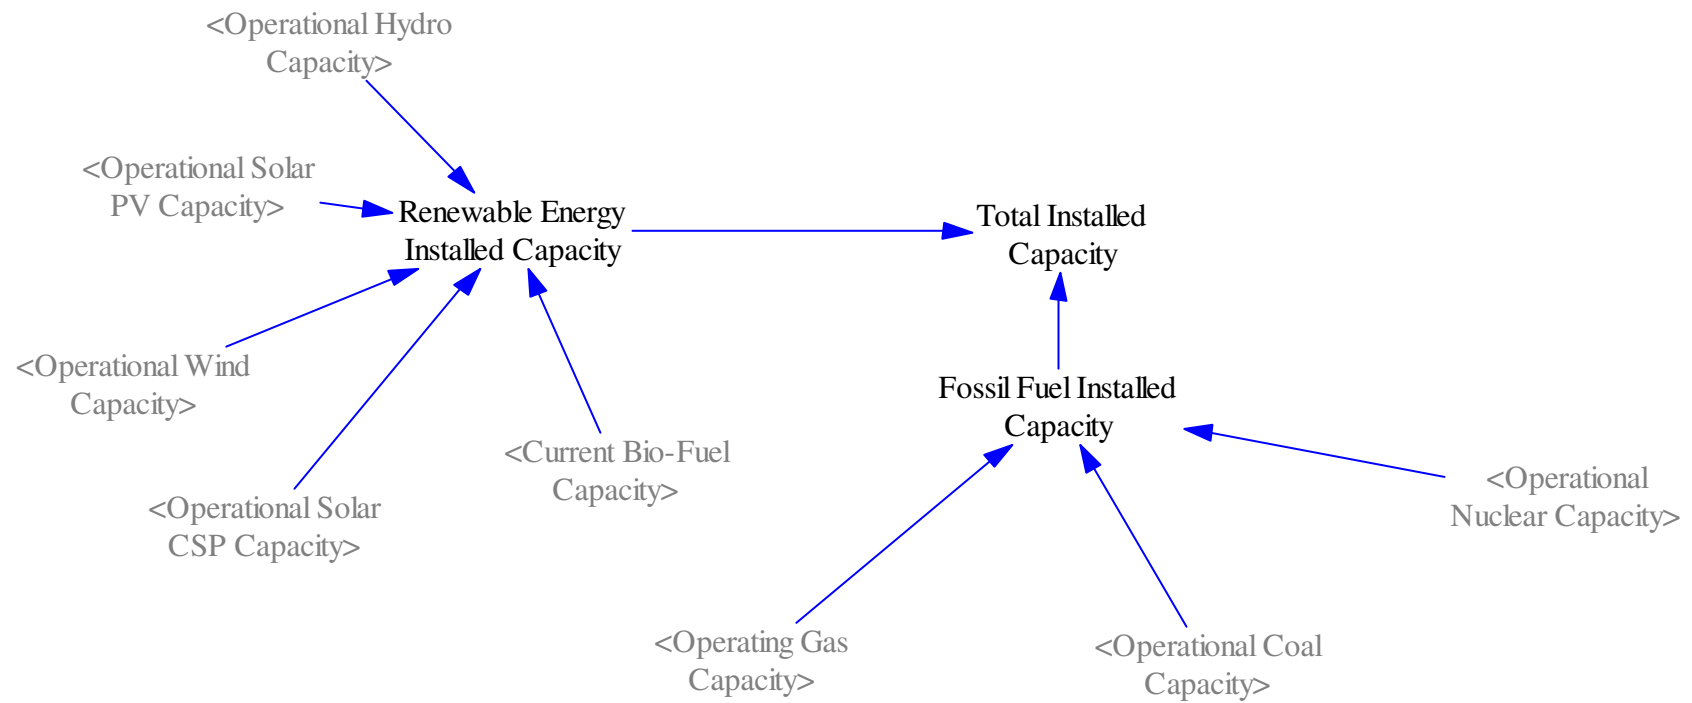 <Operational Hydro
Capacity>
<Operational Solar
PV Capacity>
Renewable Energy
Installed Capacity
Total Installed
Capacity
<Operational Wind
Capacity>
Fossil Fuel Installed
Capacity
<Current Bio-Fuel
Capacity>
<Operational Solar
CSP Capacity>
<Operational
Nuclear Capacity>
<Operating Gas
Capacity>
<Operational Coal
Capacity>